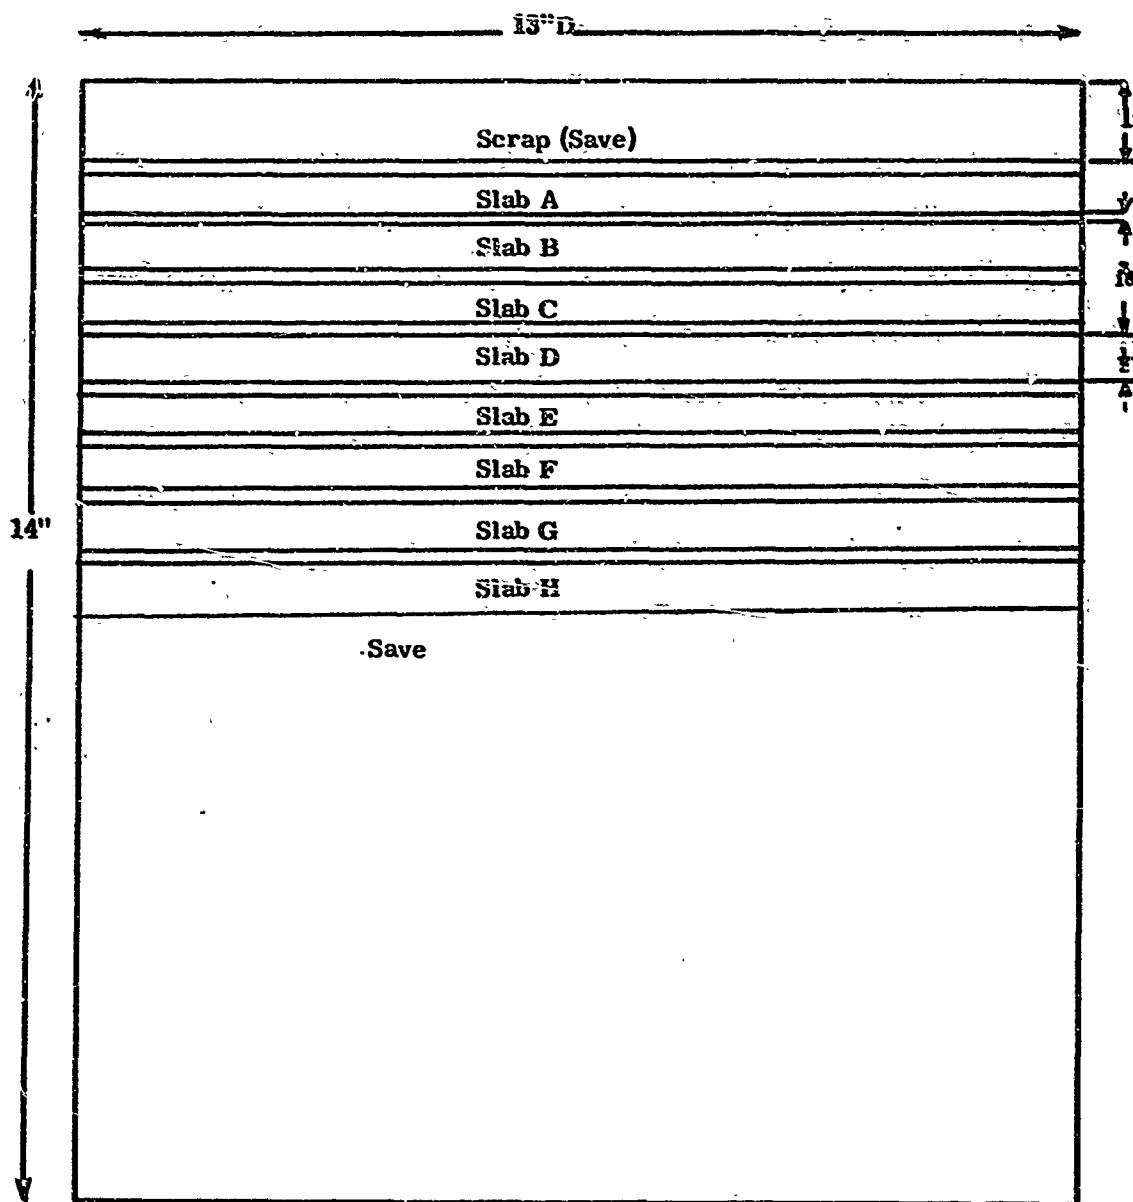 13"D
Scrap (Save)
Slab A
Slab B
Slab C
Slab D
Slab E
Slab F
14"
Slab G
Slab H
Save